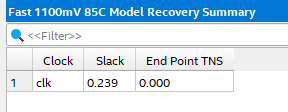 Fast 1100mV 85C Model Recovery Summary
<<Filter>>
Clock Slack End Point TNS
1 clk 0.239 0.000